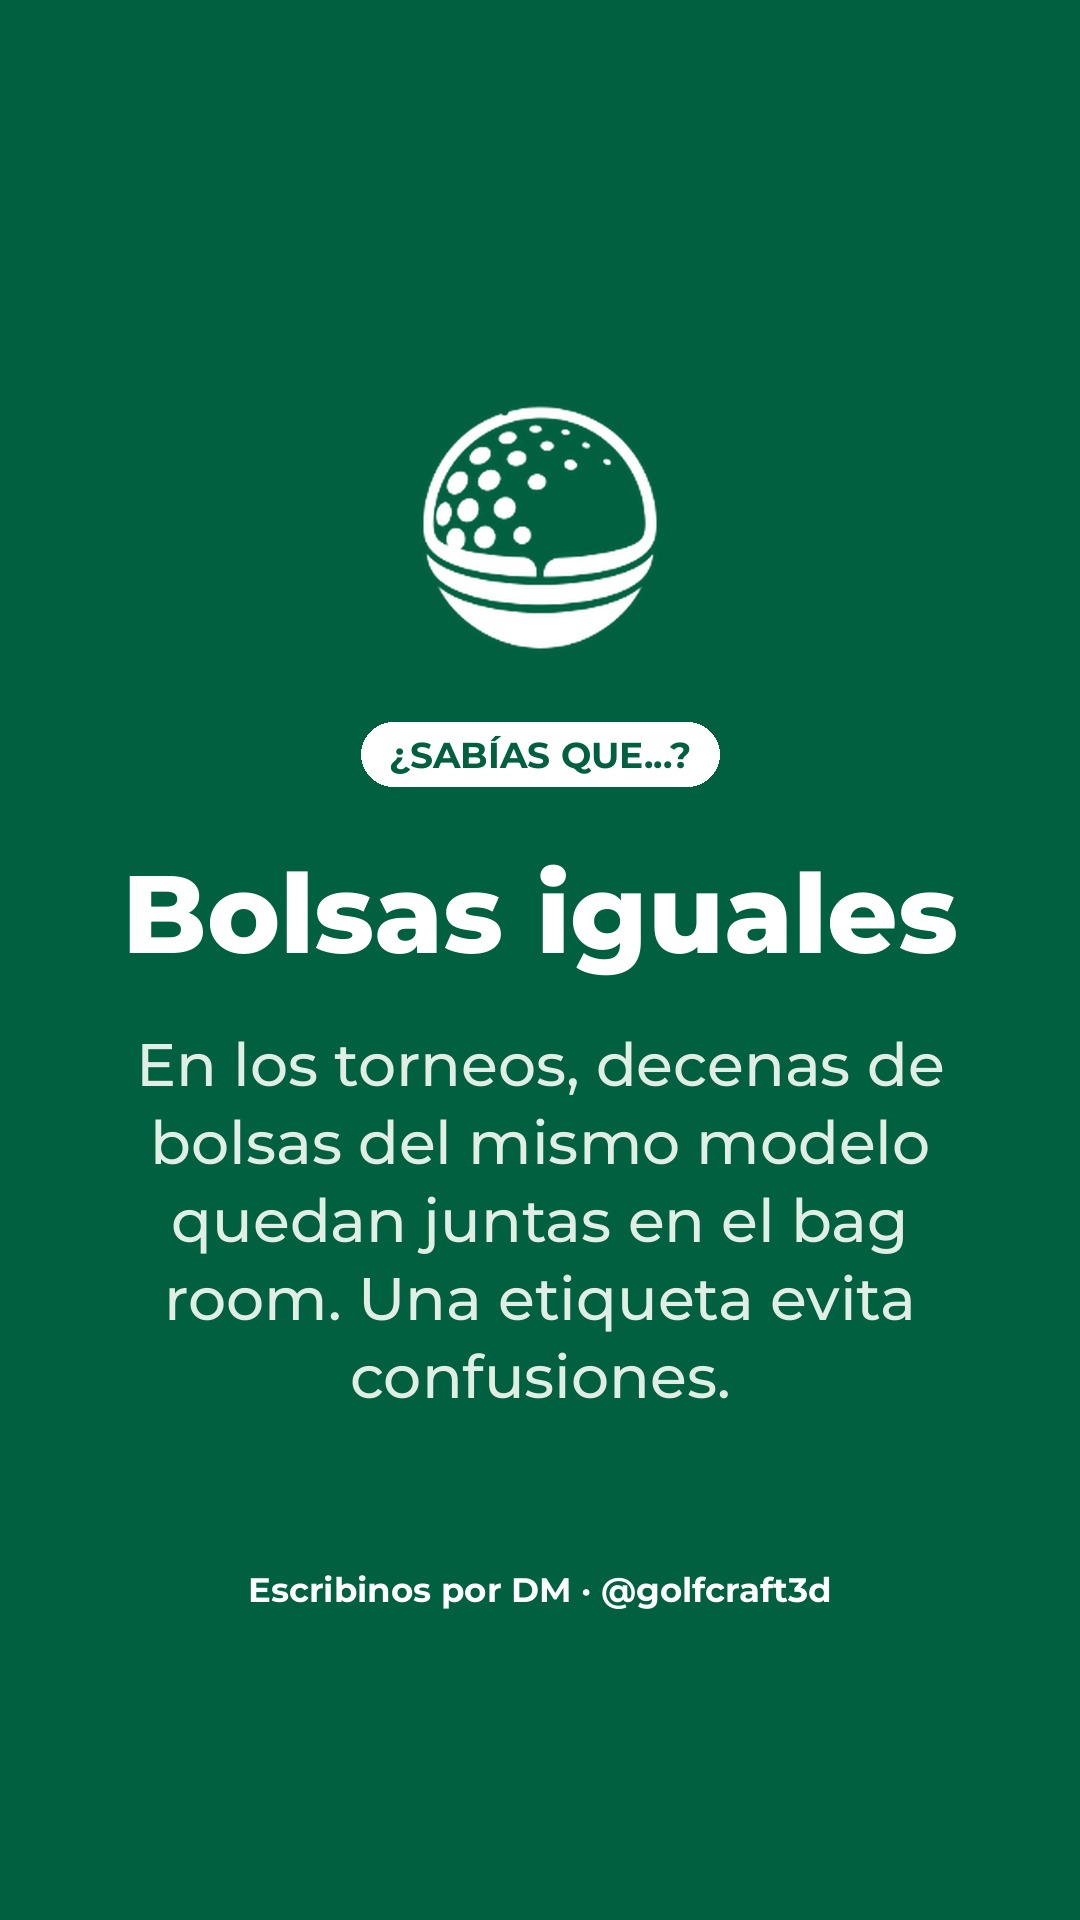 ¿SABÍAS QUE...?
Bolsas iguales
En los torneos, decenas de
bolsas del mismo modelo
quedan juntas en el bag
room. Una etiqueta evita
confusiones.
Escribinos por DM · @golfcraft3d